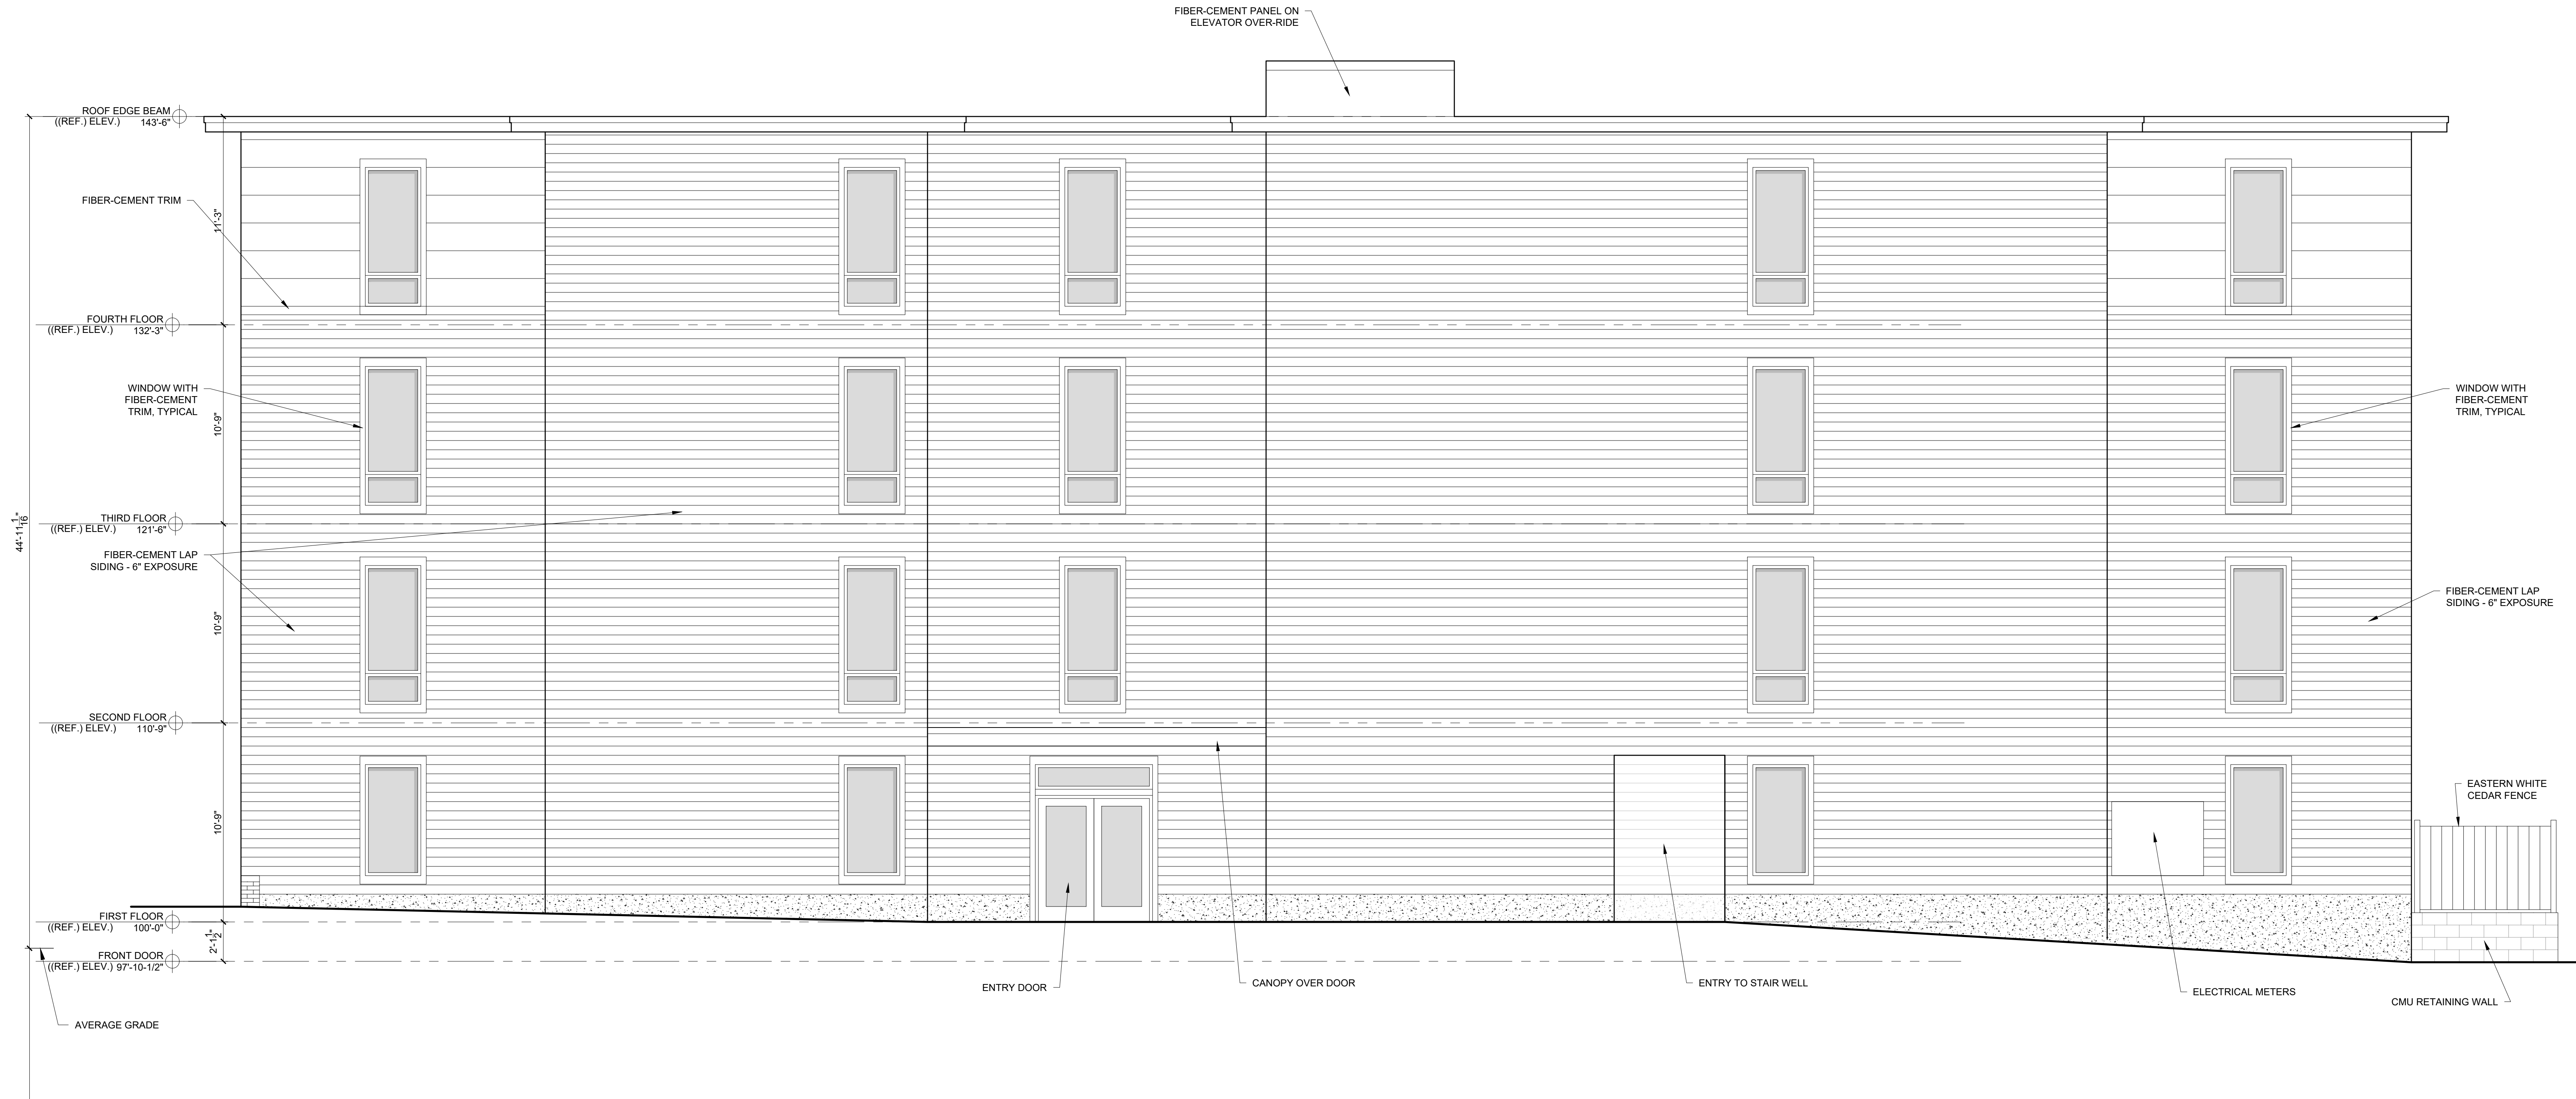 FIBER-CEMENT PANEL ON
ELEVATOR OVER-RIDE
ROOF EDGE BEAM
((REF.) ELEV.) 143'-6"
FIBER-CEMENT TRIM
11'-3"
FOURTH FLOOR
((REF.) ELEV.) 132'-3"
WINDOW WITH
FIBER-CEMENT
TRIM, TYPICAL
10'-9"
WINDOW WITH
FIBER-CEMENT
TRIM, TYPICAL
THIRD FLOOR
((REF.) ELEV.) 121'-6"
44'-11 1/16"
FIBER-CEMENT LAP
SIDING - 6" EXPOSURE
10'-9"
FIBER-CEMENT LAP
SIDING - 6" EXPOSURE
SECOND FLOOR
((REF.) ELEV.) 110'-9"
10'-9"
EASTERN WHITE
CEDAR FENCE
FIRST FLOOR
((REF.) ELEV.) 100'-0"
2'-1 1/2"
FRONT DOOR
((REF.) ELEV.) 97'-10-1/2"
ENTRY DOOR
CANOPY OVER DOOR
ENTRY TO STAIR WELL
ELECTRICAL METERS
CMU RETAINING WALL
AVERAGE GRADE